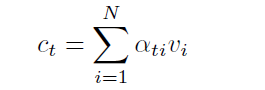 c_t = \sum_{i=1}^{N} \alpha_{ti} v_i